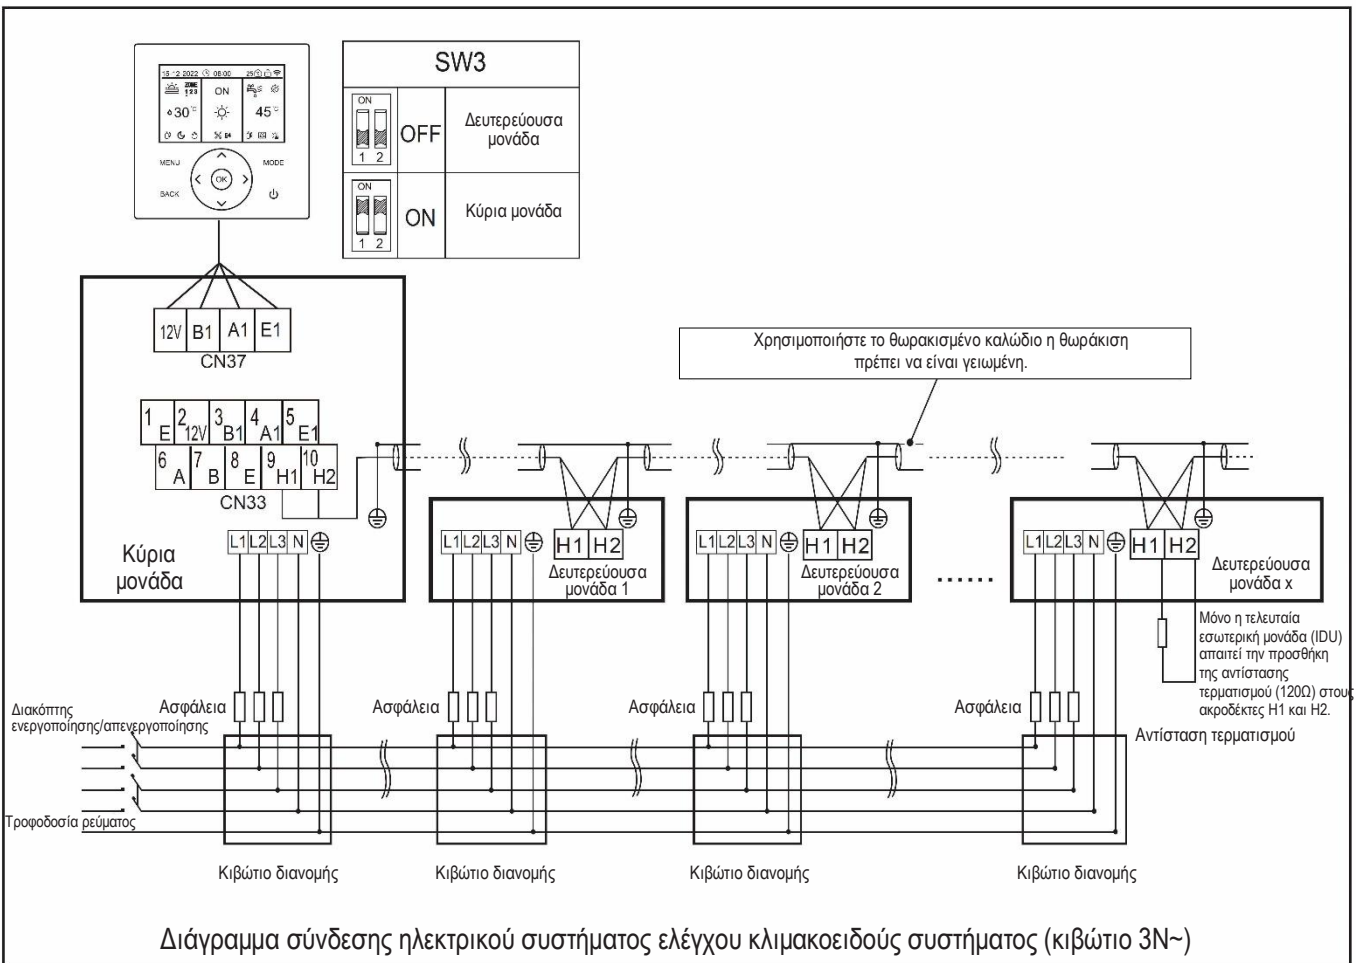 15-12-2022 08:00 25
ZONE
1 2 3
ON
30 °C
45 °C
MENU
MODE
OK
BACK
SW3
ON
1 2
OFF
Δευτερεύουσα
μονάδα
ON
1 2
ON
Κύρια μονάδα
12V B1 A1 E1
CN37
Χρησιμοποιήστε το θωρακισμένο καλώδιο η θωράκιση
πρέπει να είναι γειωμένη.
1 E 2 12V 3 B1 4 A1 5 E1
6 A 7 B 8 E 9 H1 10 H2
CN33
Κύρια
μονάδα
L1 L2 L3 N
L1 L2 L3 N
H1 H2
Δευτερεύουσα
μονάδα 1
L1 L2 L3 N
H1 H2
Δευτερεύουσα
μονάδα 2
......
L1 L2 L3 N
H1 H2
Δευτερεύουσα
μονάδα x
Μόνο η τελευταία
εσωτερική μονάδα (IDU)
απαιτεί την προσθήκη
της αντίστασης
τερματισμού (120Ω) στους
ακροδέκτες H1 και H2.
Αντίσταση τερματισμού
Διακόπτης
ενεργοποίησης/απενεργοποίησης
Ασφάλεια
Ασφάλεια
Ασφάλεια
Ασφάλεια
Τροφοδοσία ρεύματος
Κιβώτιο διανομής
Κιβώτιο διανομής
Κιβώτιο διανομής
Κιβώτιο διανομής
Διάγραμμα σύνδεσης ηλεκτρικού συστήματος ελέγχου κλιμακοειδούς συστήματος (κιβώτιο 3N~)